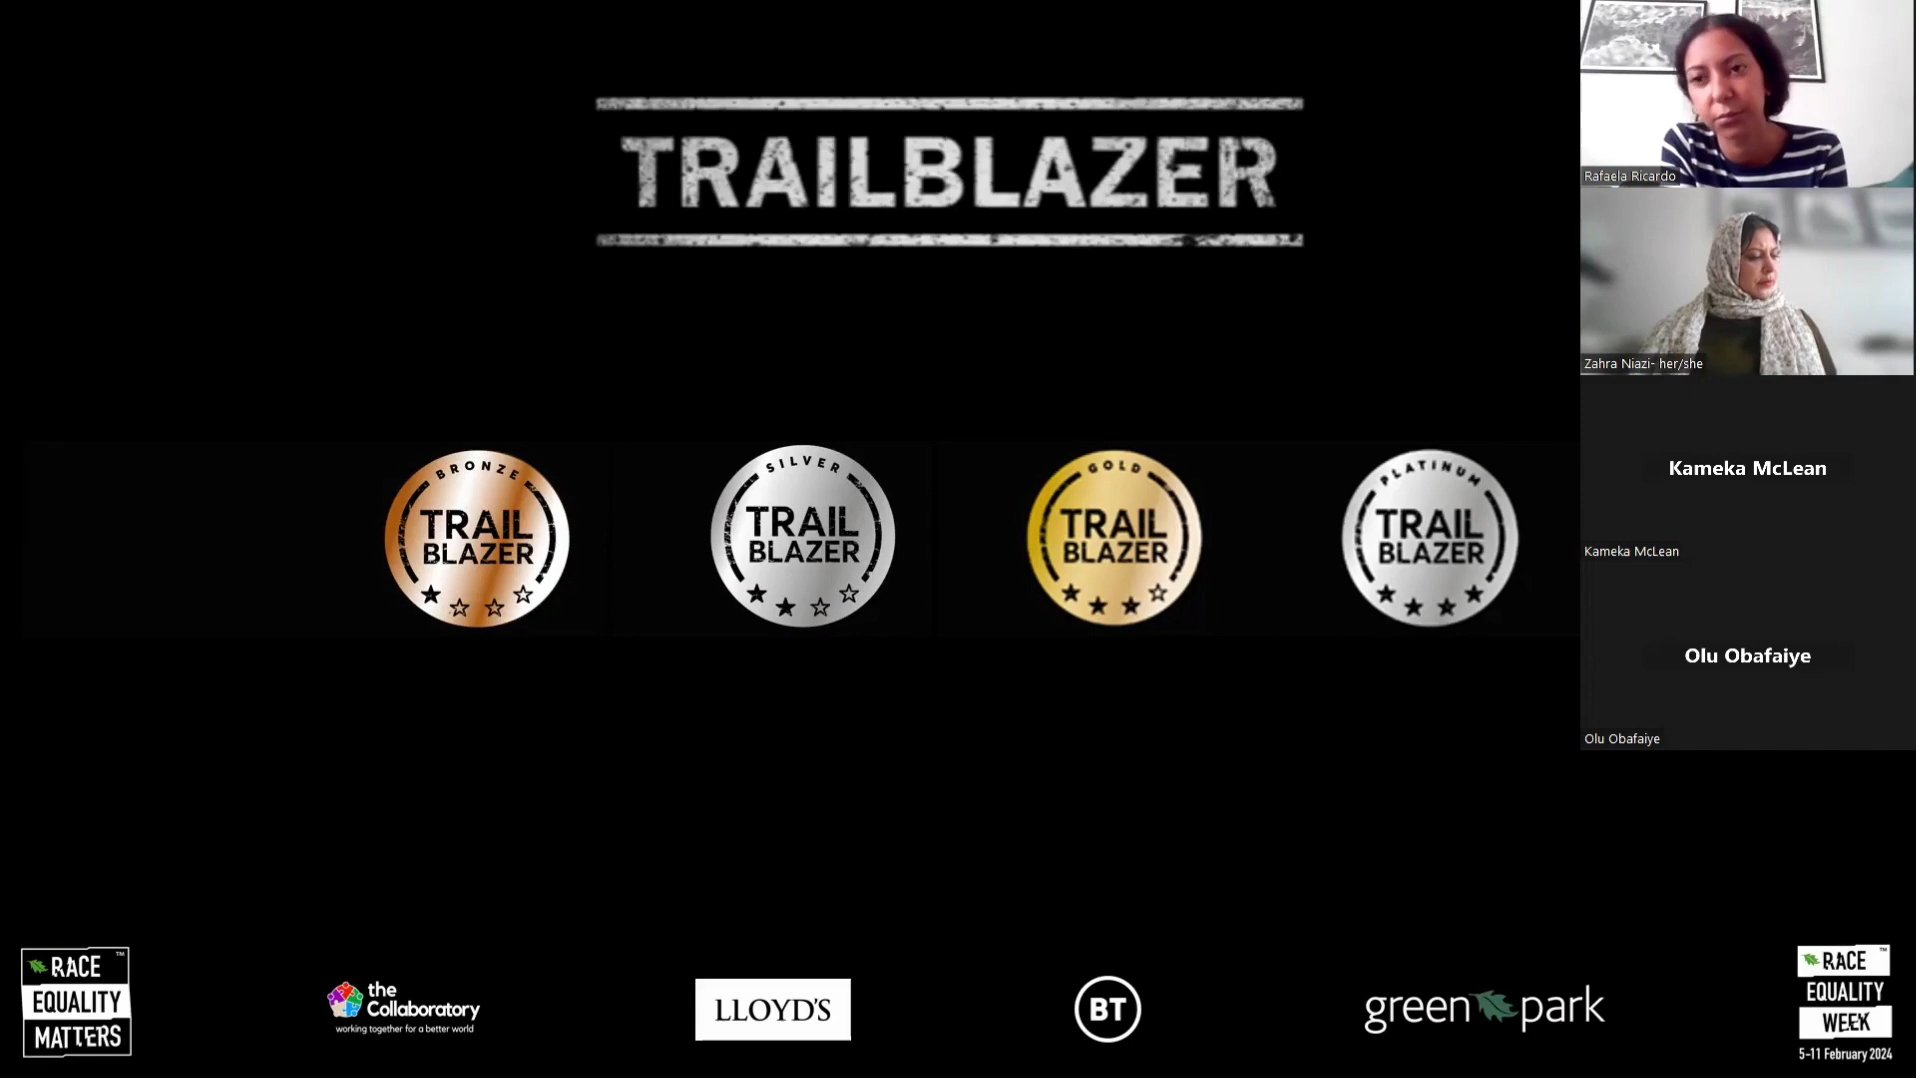 TRAILBLAZER
BRONZE
TRAIL
BLAZER
SILVER
TRAIL
BLAZER
GOLD
TRAIL
BLAZER
PLATINUM
TRAIL
BLAZER
Rafaela Ricardo
Zahra Niazi- her/she
Kameka McLean
Kameka McLean
Olu Obafaiye
Olu Obafaiye
RACE™
EQUALITY
MATTERS
the
Collaboratory
working together for a better world
LLOYD'S
BT
green park
RACE™
EQUALITY
WEEK
5-11 February 2024